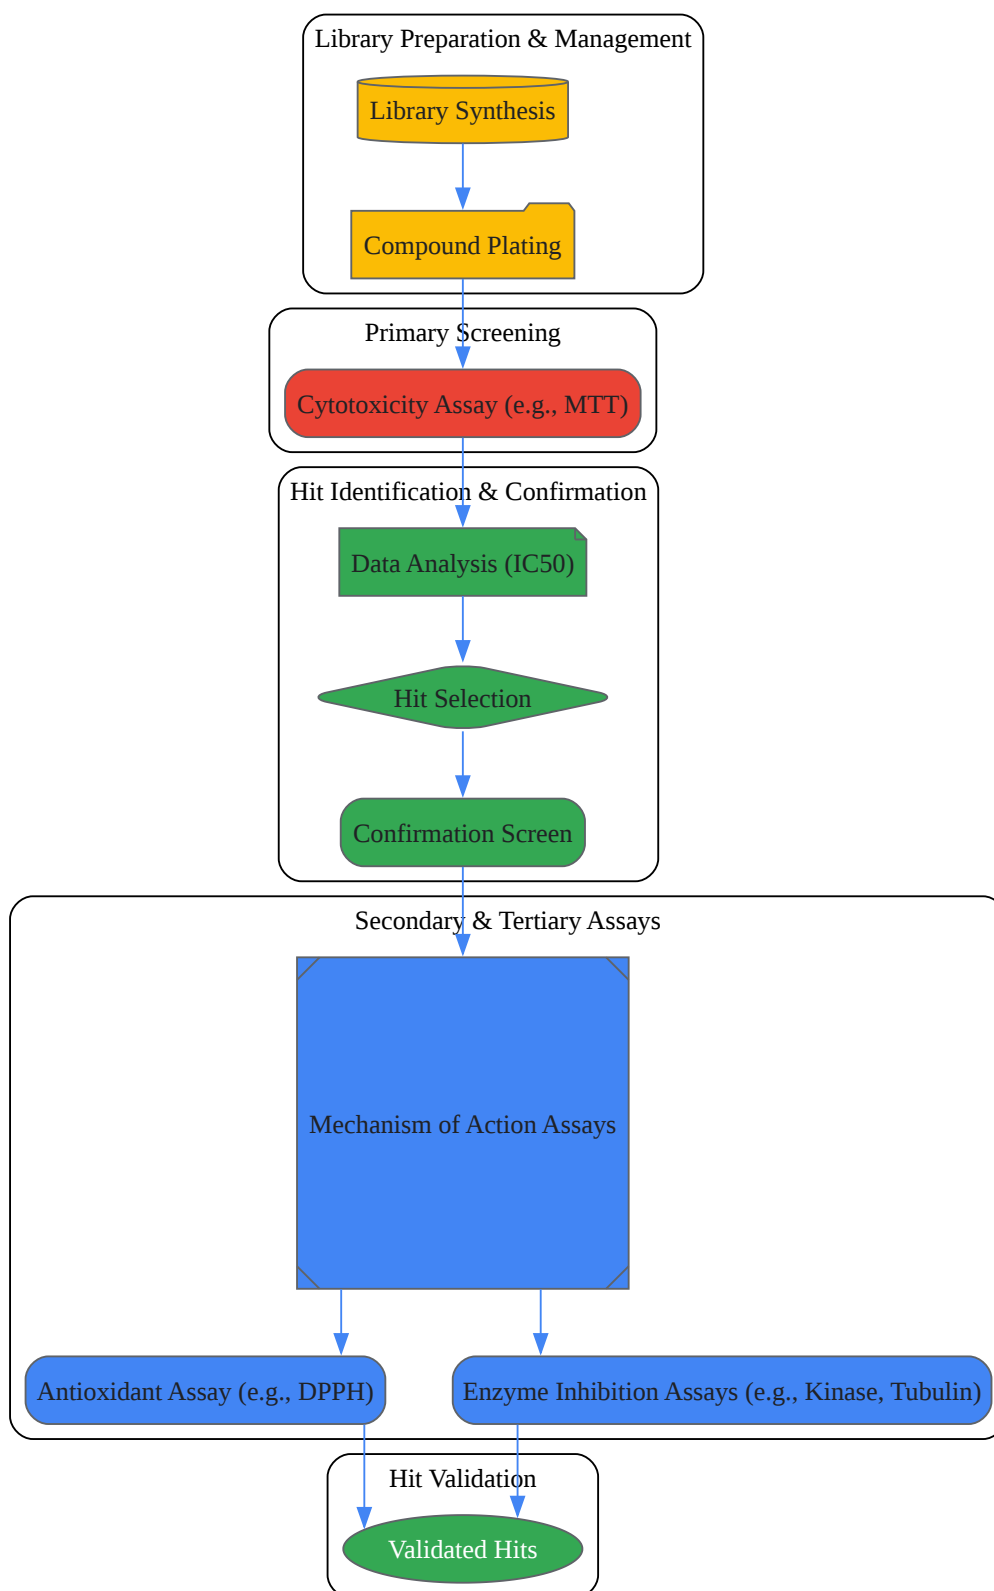 Library Preparation & Management
Library Synthesis
Compound Plating
Primary Screening
Cytotoxicity Assay (e.g., MTT)
Hit Identification & Confirmation
Data Analysis (IC50)
Hit Selection
Confirmation Screen
Secondary & Tertiary Assays
Mechanism of Action Assays
Antioxidant Assay (e.g., DPPH)
Enzyme Inhibition Assays (e.g., Kinase, Tubulin)
Hit Validation
Validated Hits